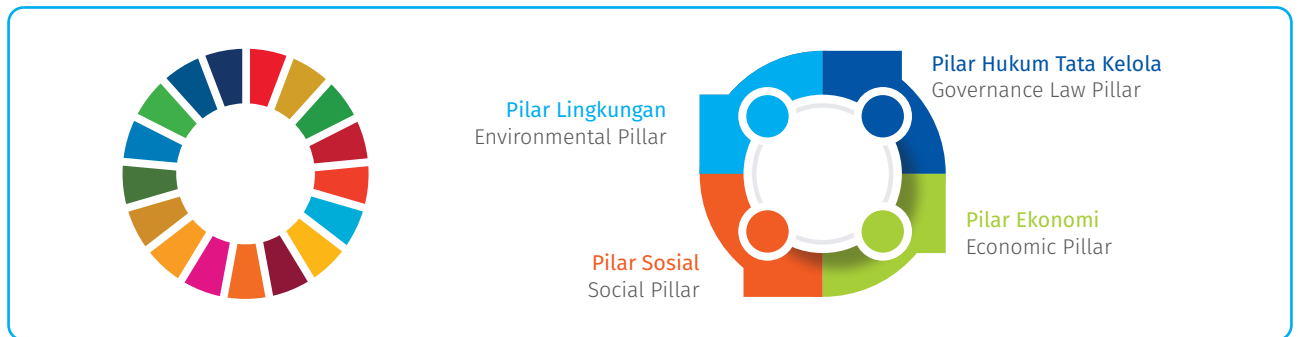 Pilar Lingkungan
Environmental Pillar
Pilar Hukum Tata Kelola
Governance Law Pillar
Pilar Sosial
Social Pillar
Pilar Ekonomi
Economic Pillar